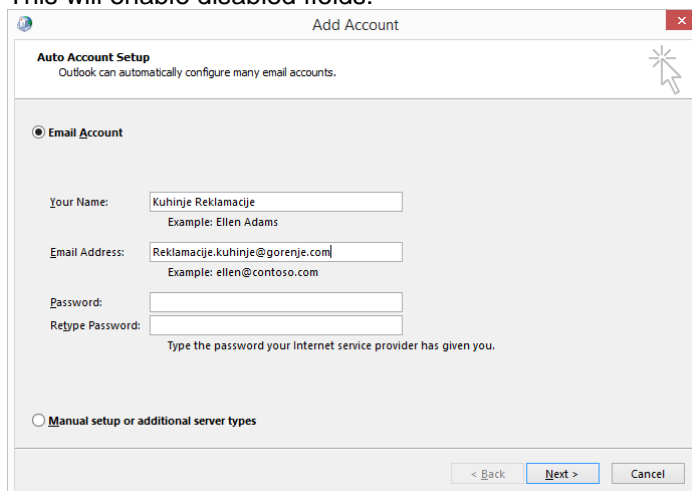 This will enable disabled fields.
Add Account
Auto Account Setup
Outlook can automatically configure many email accounts.
Email Account
Your Name: Kuhinje Reklamacije
Example: Ellen Adams
Email Address: Reklamacije.kuhinje@gorenje.com
Example: ellen@contoso.com
Password:
Retype Password:
Type the password your Internet service provider has given you.
Manual setup or additional server types
< Back Next > Cancel